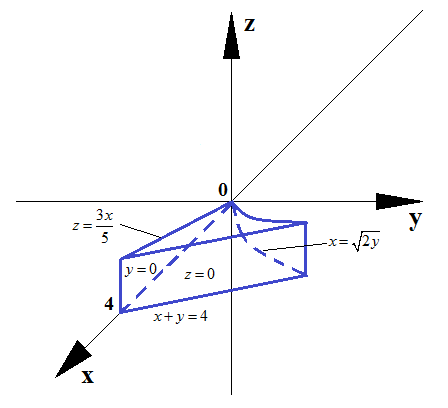 z
0
y
z = 3x/5
x = √2y
y = 0
z = 0
4
x + y = 4
x